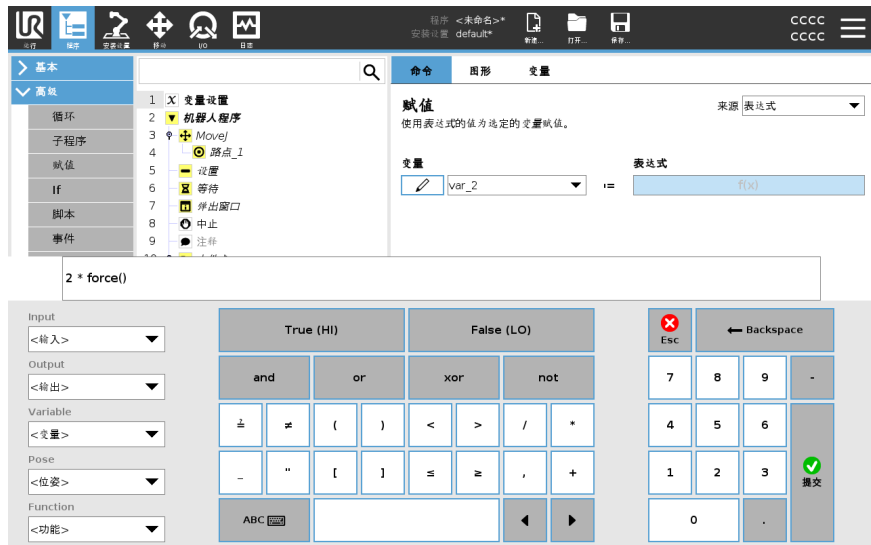 UR
运行
程序
安装设置
移动
I/O
日志
程序 <未命名>*
安装设置 default*
新建...
打开...
保存...
CCCC
CCCC
基本
高级
循环
子程序
赋值
If
脚本
事件
1 X 变量设置
2 机器人程序
3 MoveJ
4 路点_1
5 设置
6 等待
7 弹出窗口
8 中止
9 注释
命令 图形 变量
赋值
来源 表达式
使用表达式的值为选定的变量赋值。
变量 表达式
var_2 := f(x)
2 * force()
Input
<输入>
Output
<输出>
Variable
<变量>
Pose
<位姿>
Function
<功能>
True (HI) False (LO)
and or xor not
≟ ≠ ( ) < > / *
_ " [ ] ≤ ≥ , +
ABC
Esc ← Backspace
7 8 9 -
4 5 6
1 2 3 提交
0 .